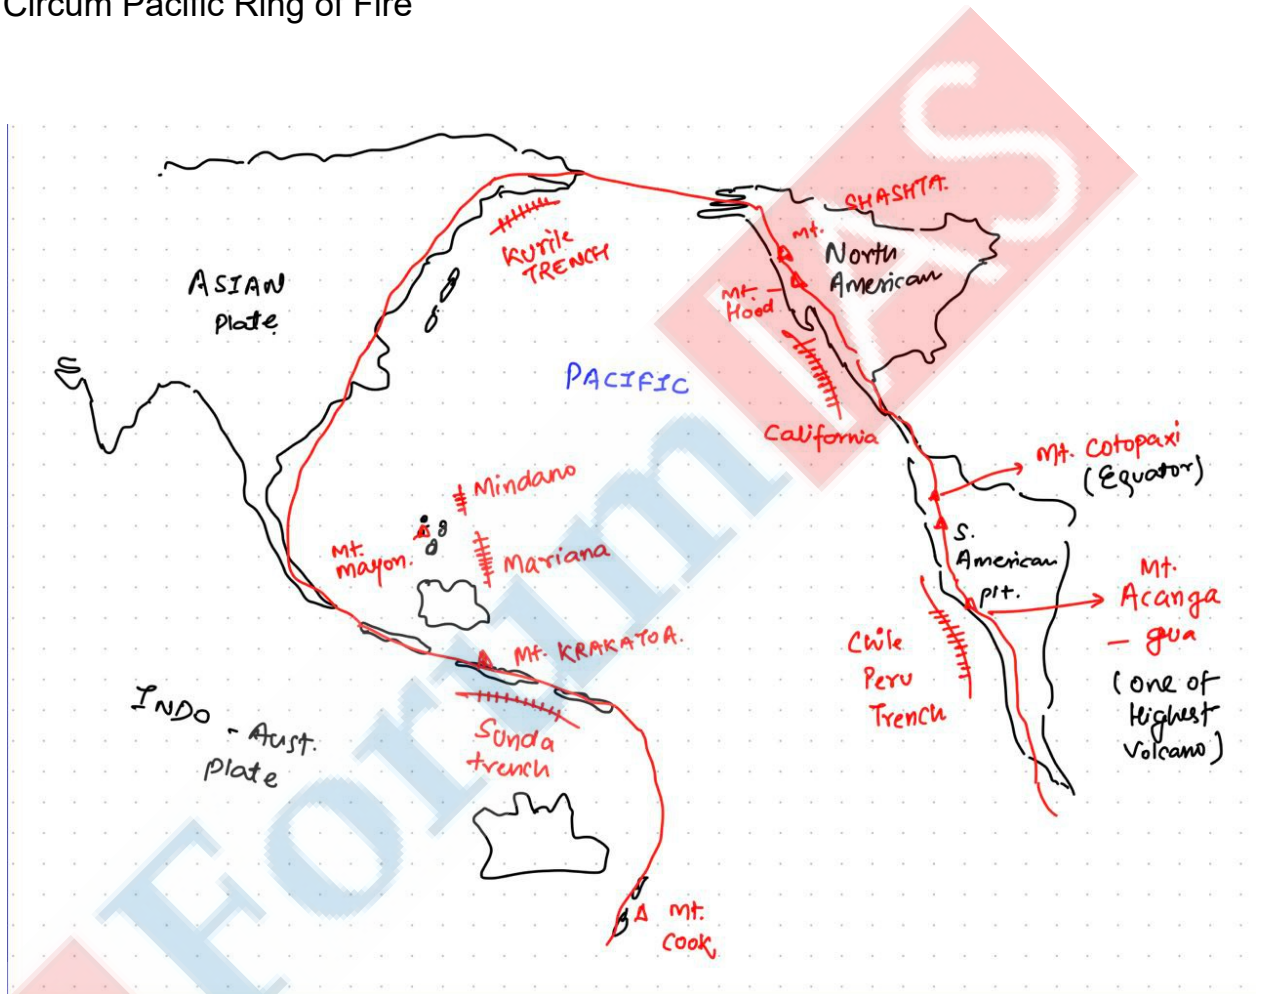 Circum Pacific Ring of Fire
SHASHTA.
Mt.
North
American
Kurile
TRENCH
ASIAN
Plate
Mt.
Hood
PACIFIC
California
Mt. Cotopaxi
(Equator)
Mindano
Mt.
mayon.
Mariana
S.
American
plt.
Mt.
Acanga
- gua
(one of
Highest
Volcano)
Chile
Peru
Trench
Mt. KRAKATOA.
INDO - Aust.
Plate
Sunda
trench
Mt.
Cook
ForumIAS